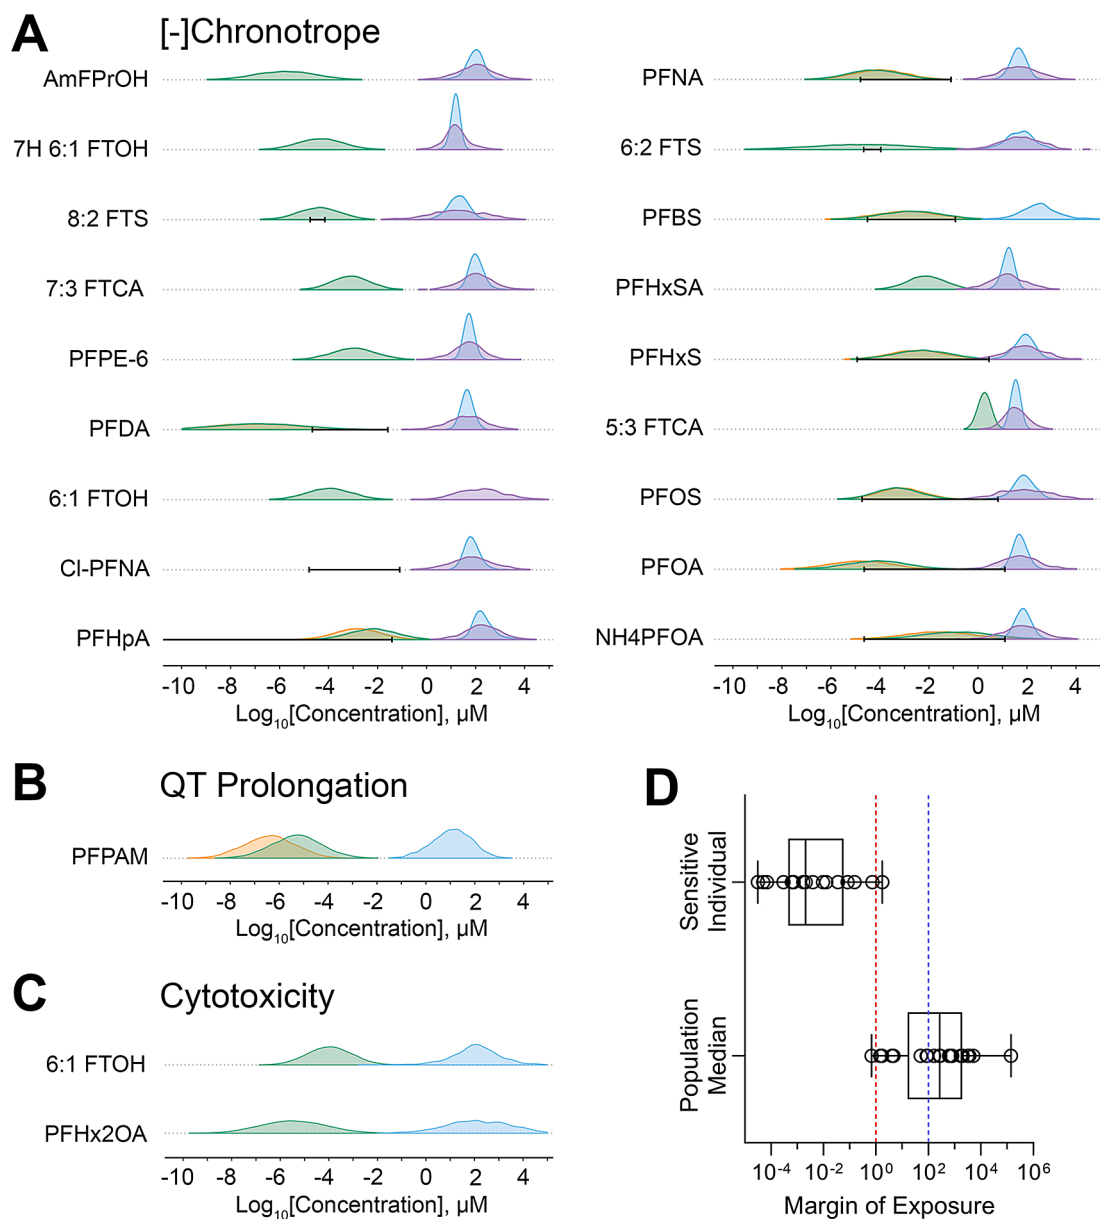 A
[-]Chronotrope
AmFPrOH
7H 6:1 FTOH
8:2 FTS
7:3 FTCA
PFPE-6
PFDA
6:1 FTOH
Cl-PFNA
PFHpA
-10 -8 -6 -4 -2 0 2 4
Log10[Concentration], µM
PFNA
6:2 FTS
PFBS
PFHxSA
PFHxS
5:3 FTCA
PFOS
PFOA
NH4PFOA
-10 -8 -6 -4 -2 0 2 4
Log10[Concentration], µM
B
QT Prolongation
PFPAM
-10 -8 -6 -4 -2 0 2 4
Log10[Concentration], µM
C
Cytotoxicity
6:1 FTOH
PFHx2OA
-10 -8 -6 -4 -2 0 2 4
Log10[Concentration], µM
D
Sensitive
Individual
Population
Median
10-4 10-2 100 102 104 106
Margin of Exposure